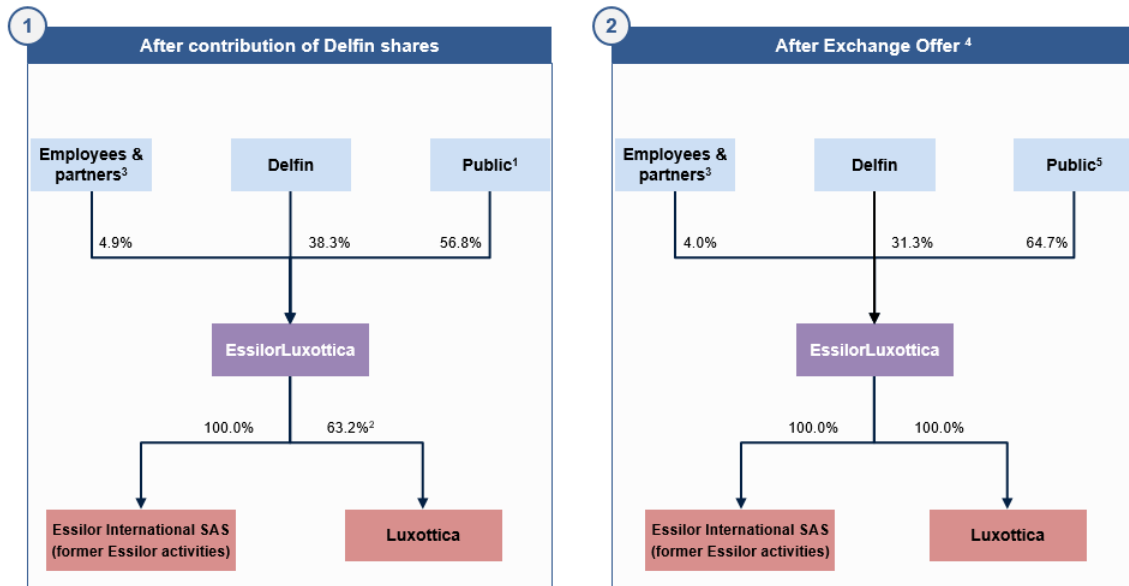 1
After contribution of Delfin shares
Employees &
partners³
Delfin
Public¹
4.9%
38.3%
56.8%
EssilorLuxottica
100.0%
63.2%²
Essilor International SAS
(former Essilor activities)
Luxottica
2
After Exchange Offer ⁴
Employees &
partners³
Delfin
Public⁵
4.0%
31.3%
64.7%
EssilorLuxottica
100.0%
100.0%
Essilor International SAS
(former Essilor activities)
Luxottica